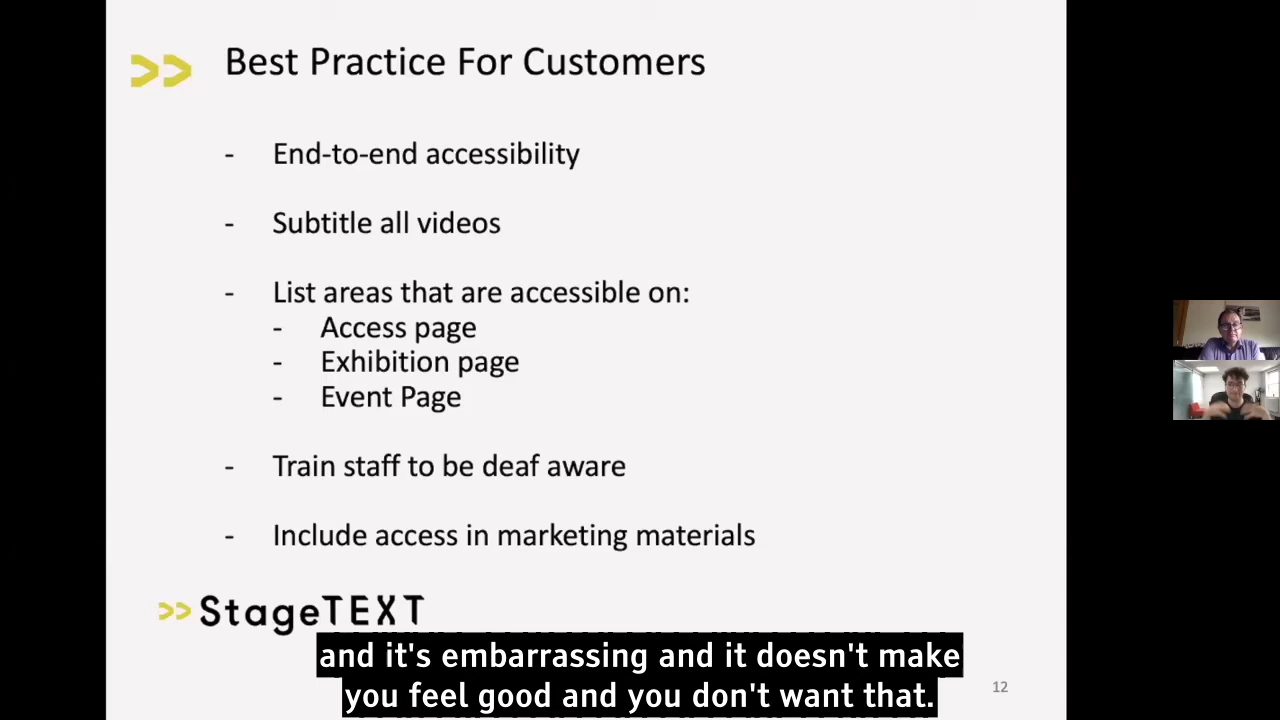 >> Best Practice For Customers
- End-to-end accessibility
- Subtitle all videos
- List areas that are accessible on:
- Access page
- Exhibition page
- Event Page
- Train staff to be deaf aware
- Include access in marketing materials
>> StageTEXT
and it's embarrassing and it doesn't make
you feel good and you don't want that.
12